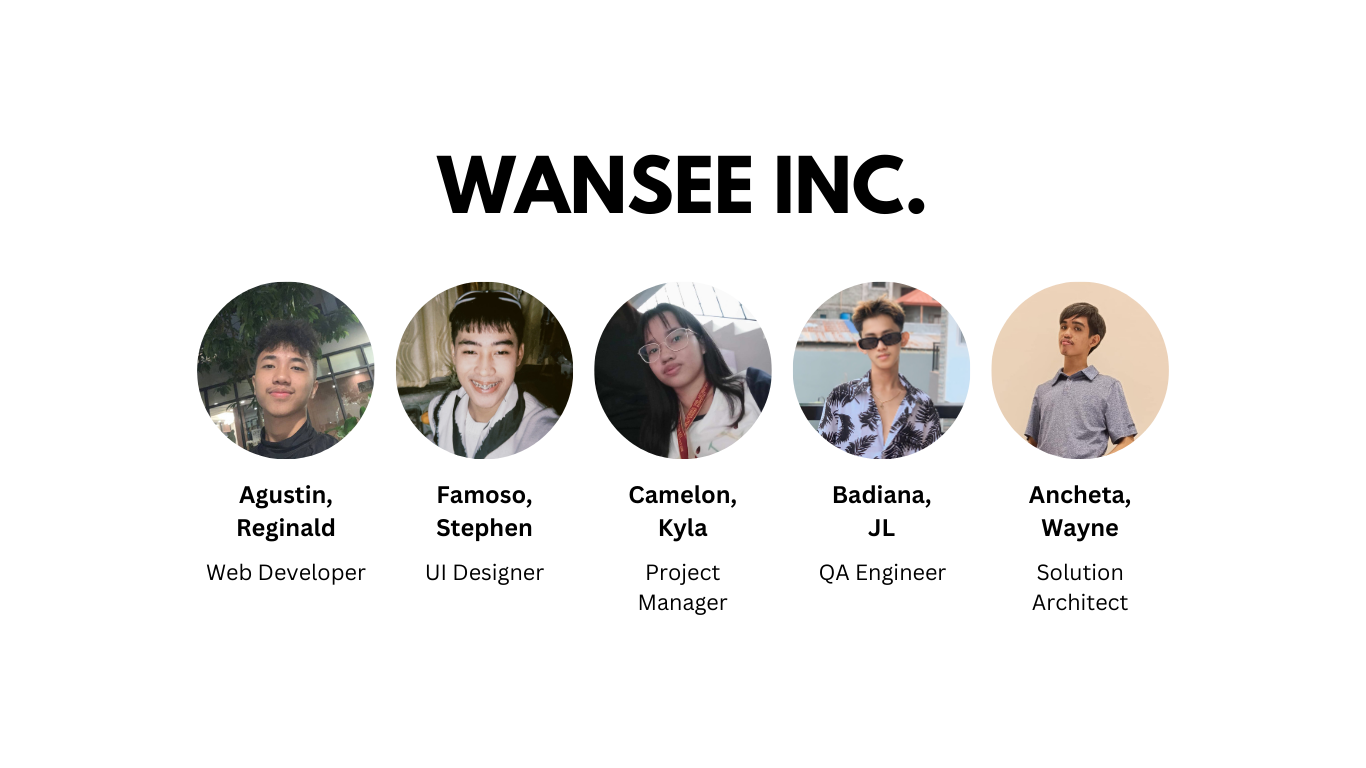 WANSEE INC.
Agustin,
Reginald
Web Developer
Famoso,
Stephen
UI Designer
Camelon,
Kyla
Project
Manager
Badiana,
JL
QA Engineer
Ancheta,
Wayne
Solution
Architect